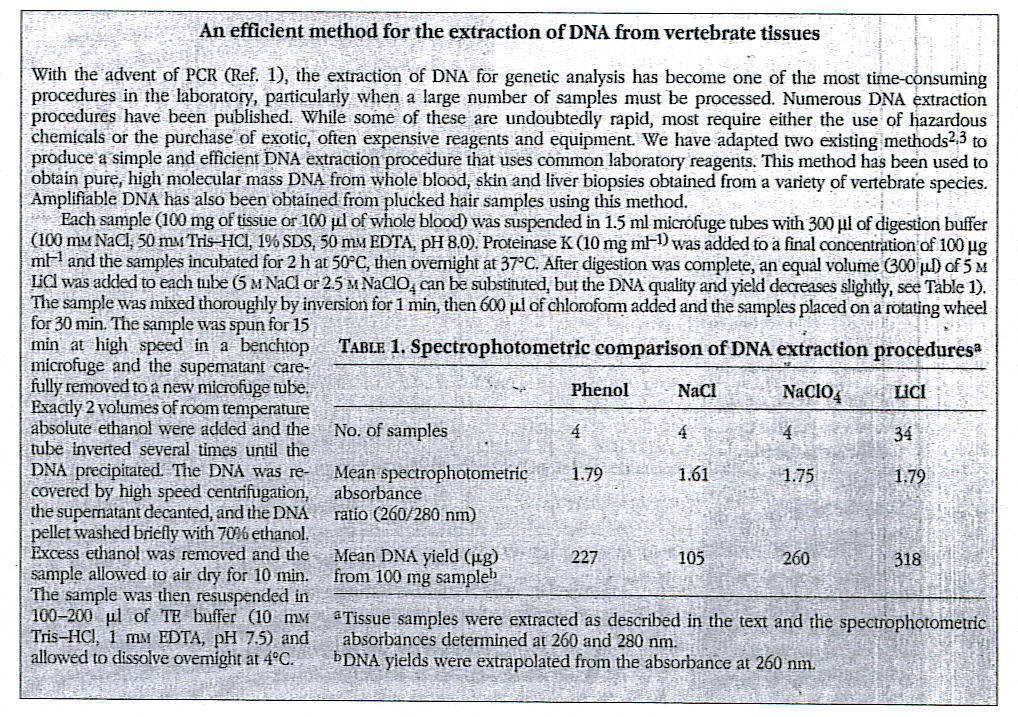 An efficient method for the extraction of DNA from vertebrate tissues
With the advent of PCR (Ref. 1), the extraction of DNA for genetic analysis has become one of the most time-consuming
procedures in the laboratory, particularly when a large number of samples must be processed. Numerous DNA extraction
procedures have been published. While some of these are undoubtedly rapid, most require either the use of hazardous
chemicals or the purchase of exotic, often expensive reagents and equipment. We have adapted two existing methods2,3 to
produce a simple and efficient DNA extraction procedure that uses common laboratory reagents. This method has been used to
obtain pure, high molecular mass DNA from whole blood, skin and liver biopsies obtained from a variety of vertebrate species.
Amplifiable DNA has also been obtained from plucked hair samples using this method.
Each sample (100 mg of tissue or 100 µl of whole blood) was suspended in 1.5 ml microfuge tubes with 300 µl of digestion buffer
(100 mM NaCl, 50 mM Tris–HCl, 1% SDS, 50 mM EDTA, pH 8.0). Proteinase K (10 mg ml–1) was added to a final concentration of 100 µg
ml–1 and the samples incubated for 2 h at 50°C, then overnight at 37°C. After digestion was complete, an equal volume (300 µl) of 5 M
LiCl was added to each tube (5 M NaCl or 2.5 M NaClO4 can be substituted, but the DNA quality and yield decreases slightly, see Table 1).
The sample was mixed thoroughly by inversion for 1 min, then 600 µl of chloroform added and the samples placed on a rotating wheel
for 30 min. The sample was spun for 15
min at high speed in a benchtop
microfuge and the supernatant care-
fully removed to a new microfuge tube.
Exactly 2 volumes of room temperature
absolute ethanol were added and the
tube inverted several times until the
DNA precipitated. The DNA was re-
covered by high speed centrifugation,
the supernatant decanted, and the DNA
pellet washed briefly with 70% ethanol.
Excess ethanol was removed and the
sample allowed to air dry for 10 min.
The sample was then resuspended in
100–200 µl of TE buffer (10 mM
Tris–HCl, 1 mM EDTA, pH 7.5) and
allowed to dissolve overnight at 4°C.
TABLE 1. Spectrophotometric comparison of DNA extraction proceduresa
Phenol NaCl NaClO4 LiCl
No. of samples 4 4 4 34
Mean spectrophotometric 1.79 1.61 1.75 1.79
absorbance
ratio (260/280 nm)
Mean DNA yield (µg) 227 105 260 318
from 100 mg sampleb
aTissue samples were extracted as described in the text and the spectrophotometric
absorbances determined at 260 and 280 nm.
bDNA yields were extrapolated from the absorbance at 260 nm.